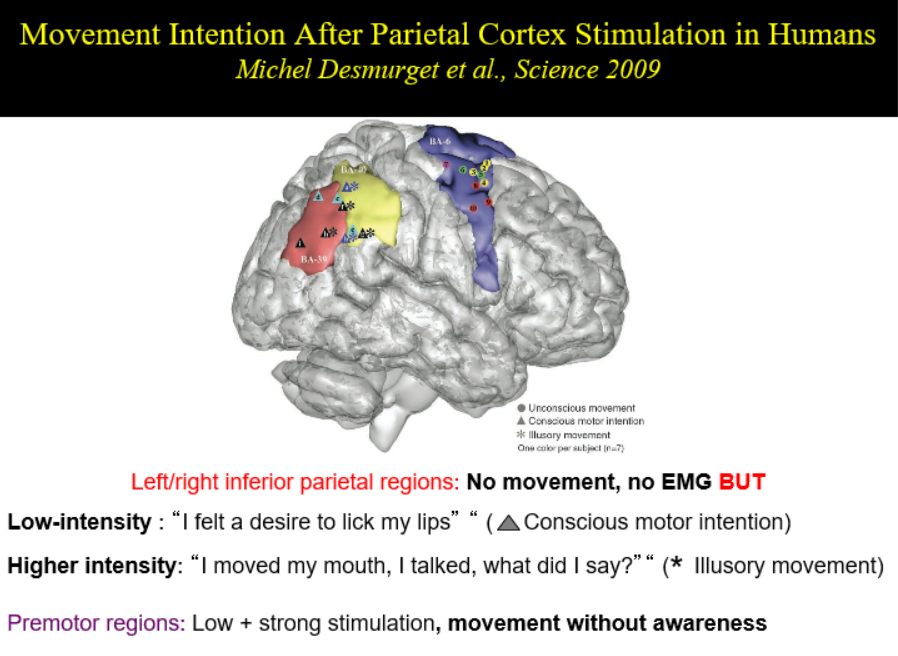 Movement Intention After Parietal Cortex Stimulation in Humans
Michel Desmurget et al., Science 2009
BA-6
BA-40
BA-39
● Unconscious movement
▲ Conscious motor intention
✳ Illusory movement
One color per subject (n=7)
Left/right inferior parietal regions: No movement, no EMG BUT
Low-intensity : “I felt a desire to lick my lips” “ ( ▲ Conscious motor intention)
Higher intensity: “I moved my mouth, I talked, what did I say?” “ (* Illusory movement)
Premotor regions: Low + strong stimulation, movement without awareness